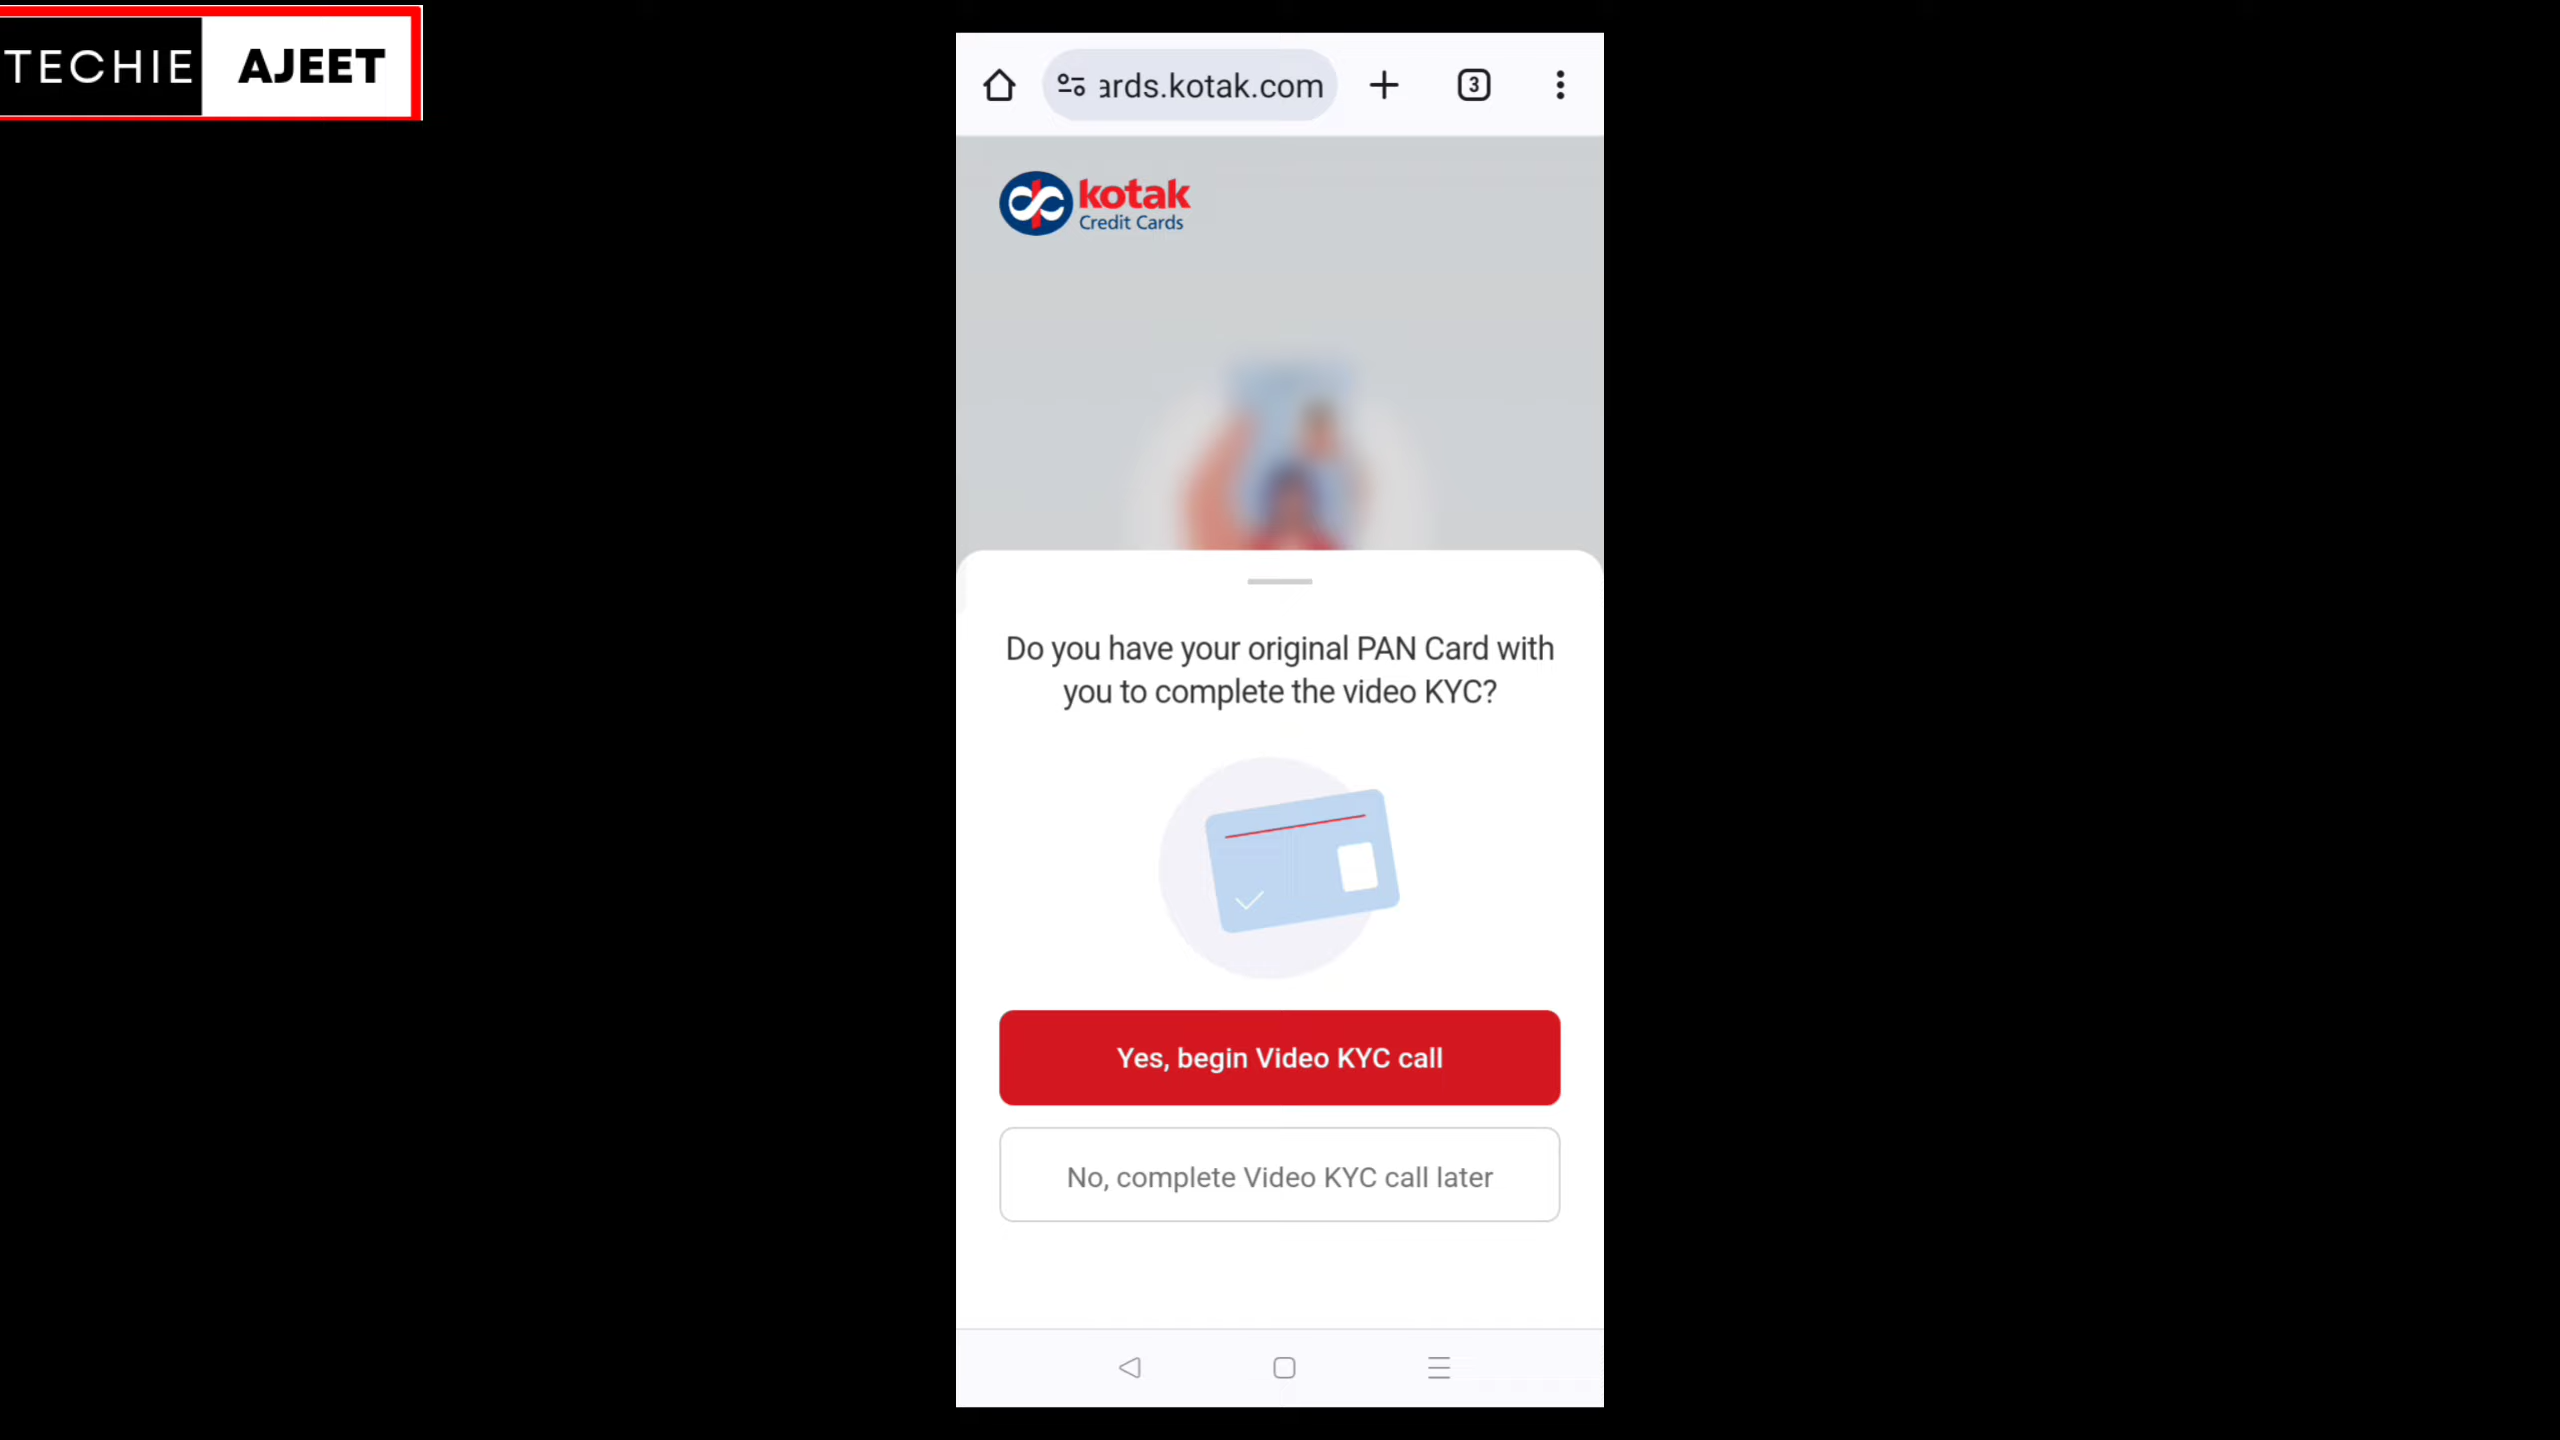 TECHIE AJEET
ards.kotak.com
3
kotak
Credit Cards
Do you have your original PAN Card with
you to complete the video KYC?
Yes, begin Video KYC call
No, complete Video KYC call later